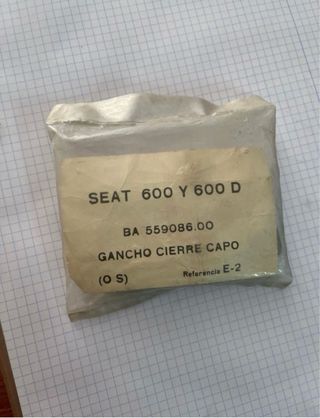 SEAT 600 Y 600 D
BA 559086.00
GANCHO CIERRE CAPO
(O S) Referencia E-2